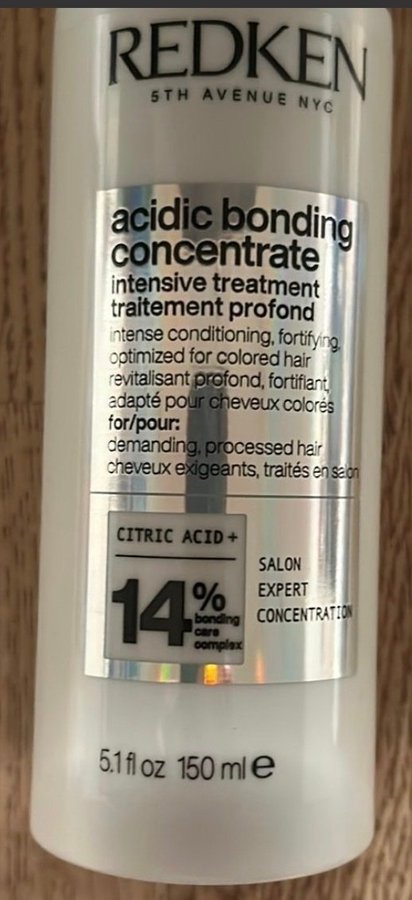 REDKEN
5TH AVENUE NYC
acidic bonding
concentrate
intensive treatment
traitement profond
intense conditioning, fortifying,
optimized for colored hair
revitalisant profond, fortifiant,
adapté pour cheveux colorés
for/pour:
demanding, processed hair
cheveux exigeants, traités en salon
CITRIC ACID+
14%
bonding
care
complex
SALON
EXPERT
CONCENTRATION
5.1 fl oz 150 ml e